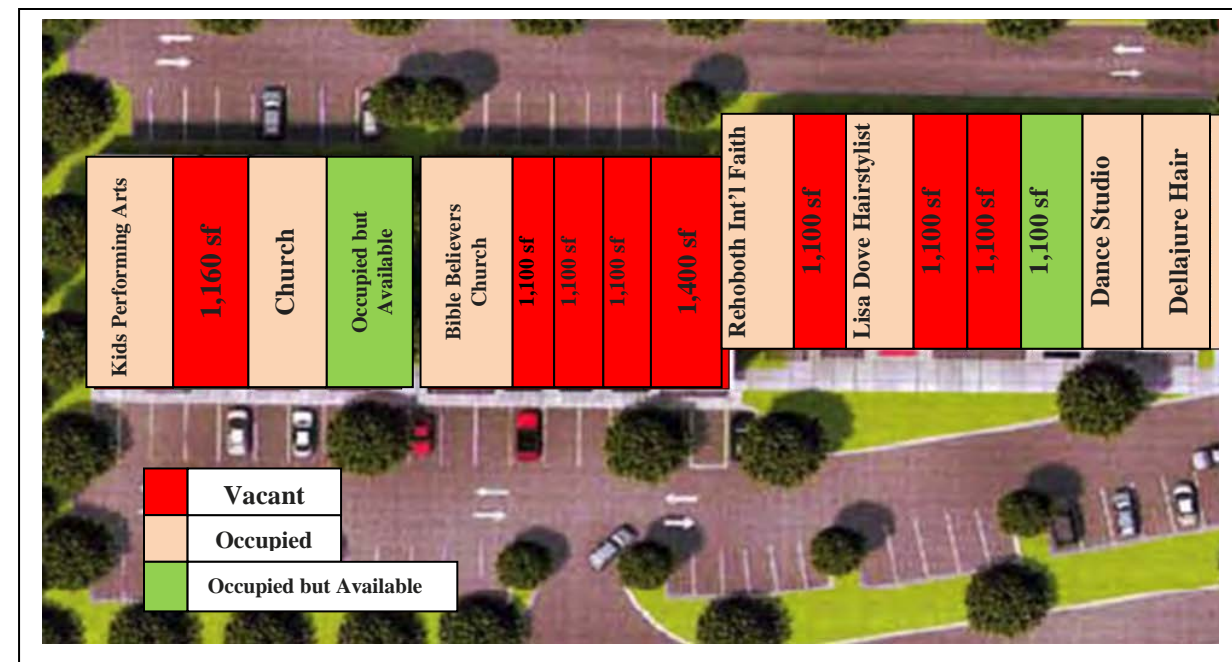 Kids Performing Arts
1,160 sf
Church
Occupied but
Available
Bible Believers
Church
1,100 sf
1,100 sf
1,100 sf
1,400 sf
Rehoboth Int’l Faith
1,100 sf
Lisa Dove Hairstylist
1,100 sf
1,100 sf
1,100 sf
Dance Studio
Dellajure Hair
Vacant
Occupied
Occupied but Available